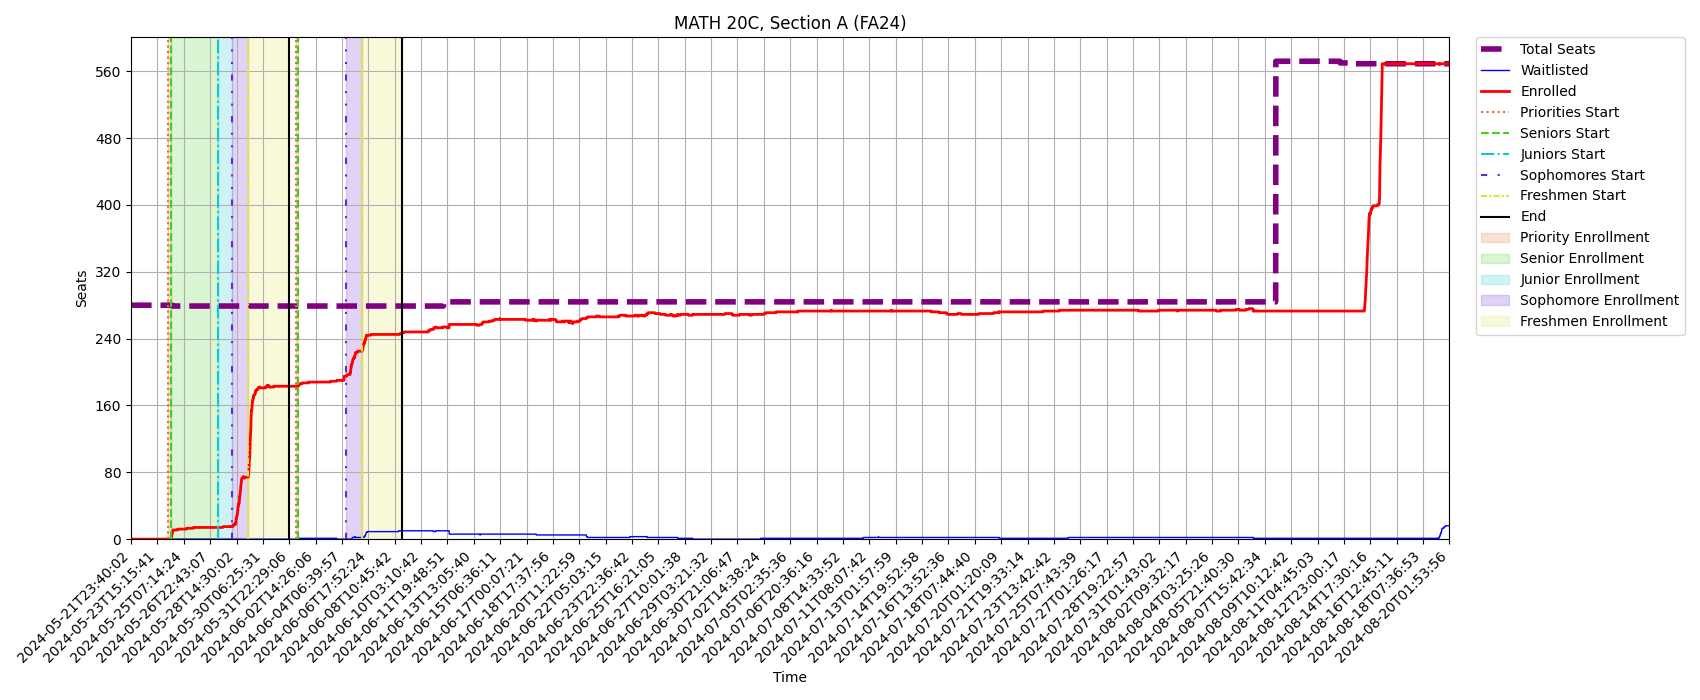 MATH 20C, Section A (FA24)
Seats
560
480
400
320
240
160
80
0
2024-05-21T23:40:02
2024-05-23T15:15:41
2024-05-25T07:14:24
2024-05-26T22:43:07
2024-05-28T14:30:02
2024-05-30T06:25:31
2024-05-31T22:29:06
2024-06-02T14:26:06
2024-06-04T06:39:57
2024-06-06T17:52:24
2024-06-08T10:45:42
2024-06-10T03:10:42
2024-06-11T19:48:51
2024-06-13T13:05:40
2024-06-15T06:36:11
2024-06-17T00:07:21
2024-06-18T17:37:56
2024-06-20T11:22:59
2024-06-22T05:03:15
2024-06-23T22:36:42
2024-06-25T16:21:05
2024-06-27T10:01:38
2024-06-29T03:21:32
2024-06-30T21:06:47
2024-07-02T14:38:24
2024-07-05T02:35:36
2024-07-06T20:36:16
2024-07-08T14:33:52
2024-07-11T08:07:42
2024-07-13T01:57:59
2024-07-14T19:52:58
2024-07-16T13:52:36
2024-07-18T07:44:40
2024-07-20T01:20:09
2024-07-21T19:33:14
2024-07-23T13:42:42
2024-07-25T07:43:39
2024-07-27T01:26:17
2024-07-28T19:22:57
2024-07-31T01:43:02
2024-08-02T09:32:17
2024-08-04T03:25:26
2024-08-05T21:40:30
2024-08-07T15:42:34
2024-08-09T10:12:42
2024-08-11T04:45:03
2024-08-12T23:00:17
2024-08-14T17:30:16
2024-08-16T12:45:11
2024-08-18T07:36:53
2024-08-20T01:53:56
Time
Total Seats
Waitlisted
Enrolled
Priorities Start
Seniors Start
Juniors Start
Sophomores Start
Freshmen Start
End
Priority Enrollment
Senior Enrollment
Junior Enrollment
Sophomore Enrollment
Freshmen Enrollment